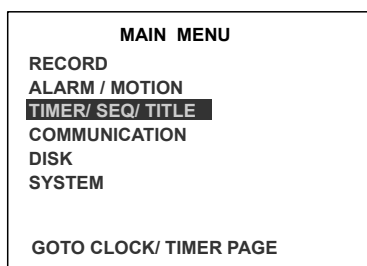 MAIN MENU
RECORD
ALARM / MOTION
TIMER/ SEQ/ TITLE
COMMUNICATION
DISK
SYSTEM
GOTO CLOCK/ TIMER PAGE